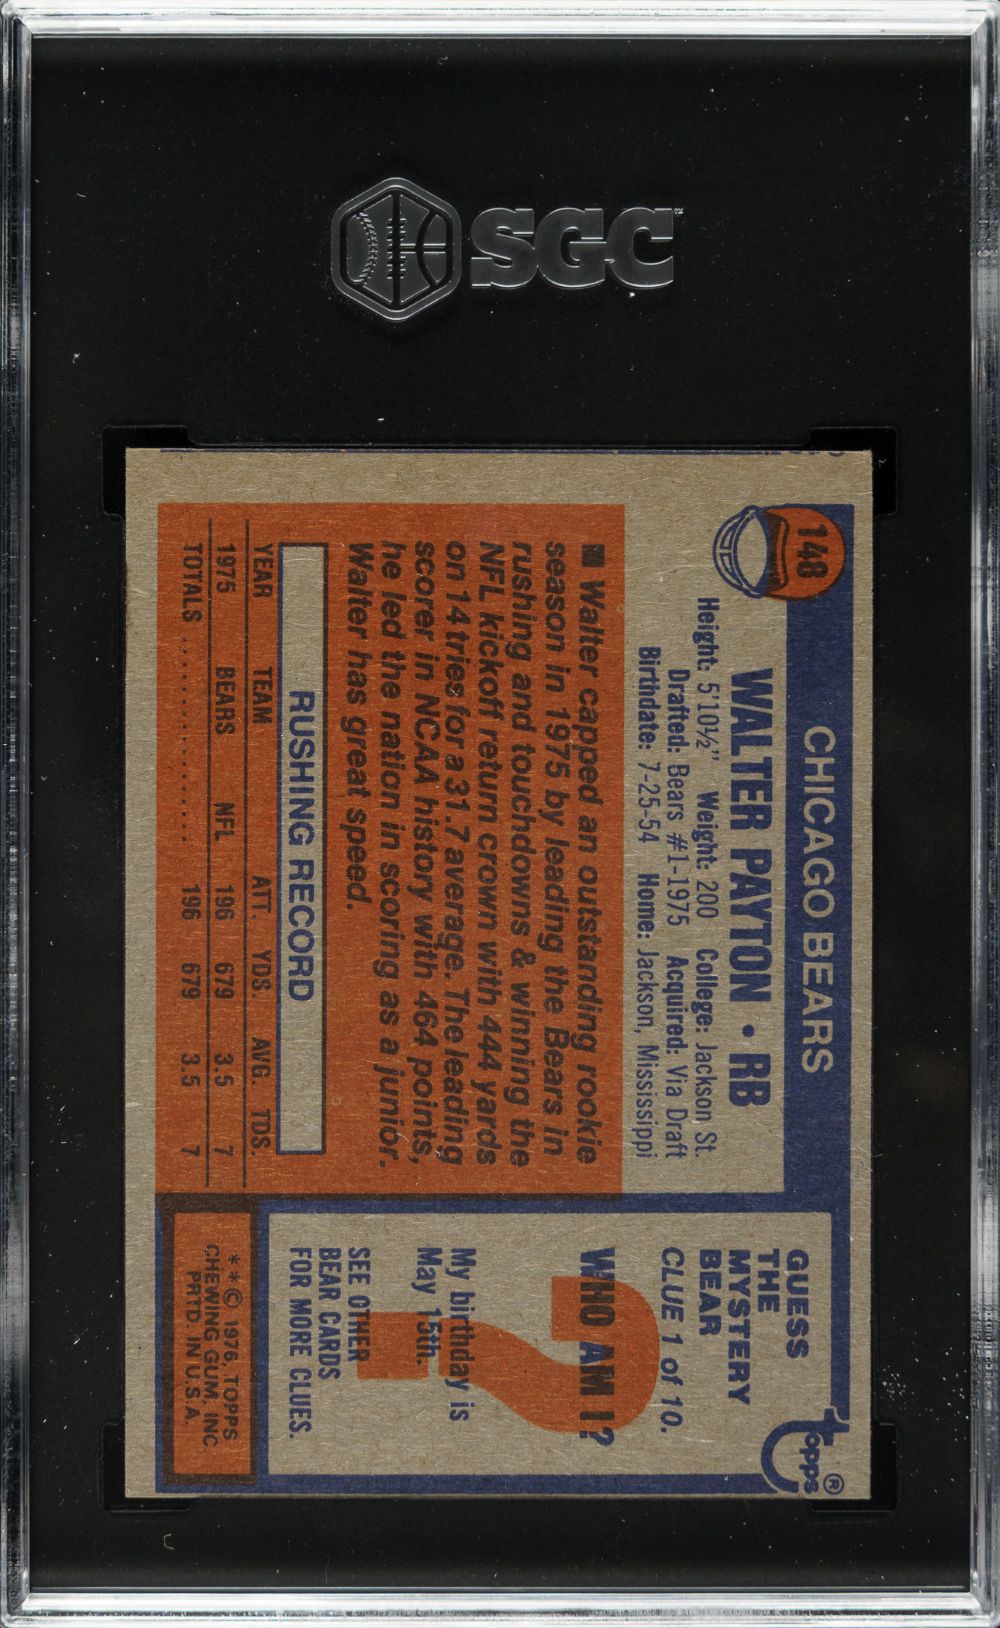 SGC
148
CHICAGO BEARS
WALTER PAYTON • RB
Height: 5'10½" Weight: 200 College: Jackson St.
Drafted: Bears #1-1975 Acquired: Via Draft
Birthdate: 7-25-54 Home: Jackson, Mississippi
■ Walter capped an outstanding rookie
season in 1975 by leading the Bears in
rushing and touchdowns & winning the
NFL kickoff return crown with 444 yards
on 14 tries for a 31.7 average. The leading
scorer in NCAA history with 464 points,
he led the nation in scoring as a junior.
Walter has great speed.
RUSHING RECORD
YEAR TEAM ATT. YDS. AVG. TDS.
1975 BEARS NFL 196 679 3.5 7
TOTALS .................. 196 679 3.5 7
topps®
GUESS
THE
MYSTERY
BEAR
CLUE 1 of 10.
WHO AM I?
?
My birthday is
May 15th.
SEE OTHER
BEAR CARDS
FOR MORE CLUES.
**© 1976, TOPPS
CHEWING GUM, INC
PRTD. IN U.S.A.